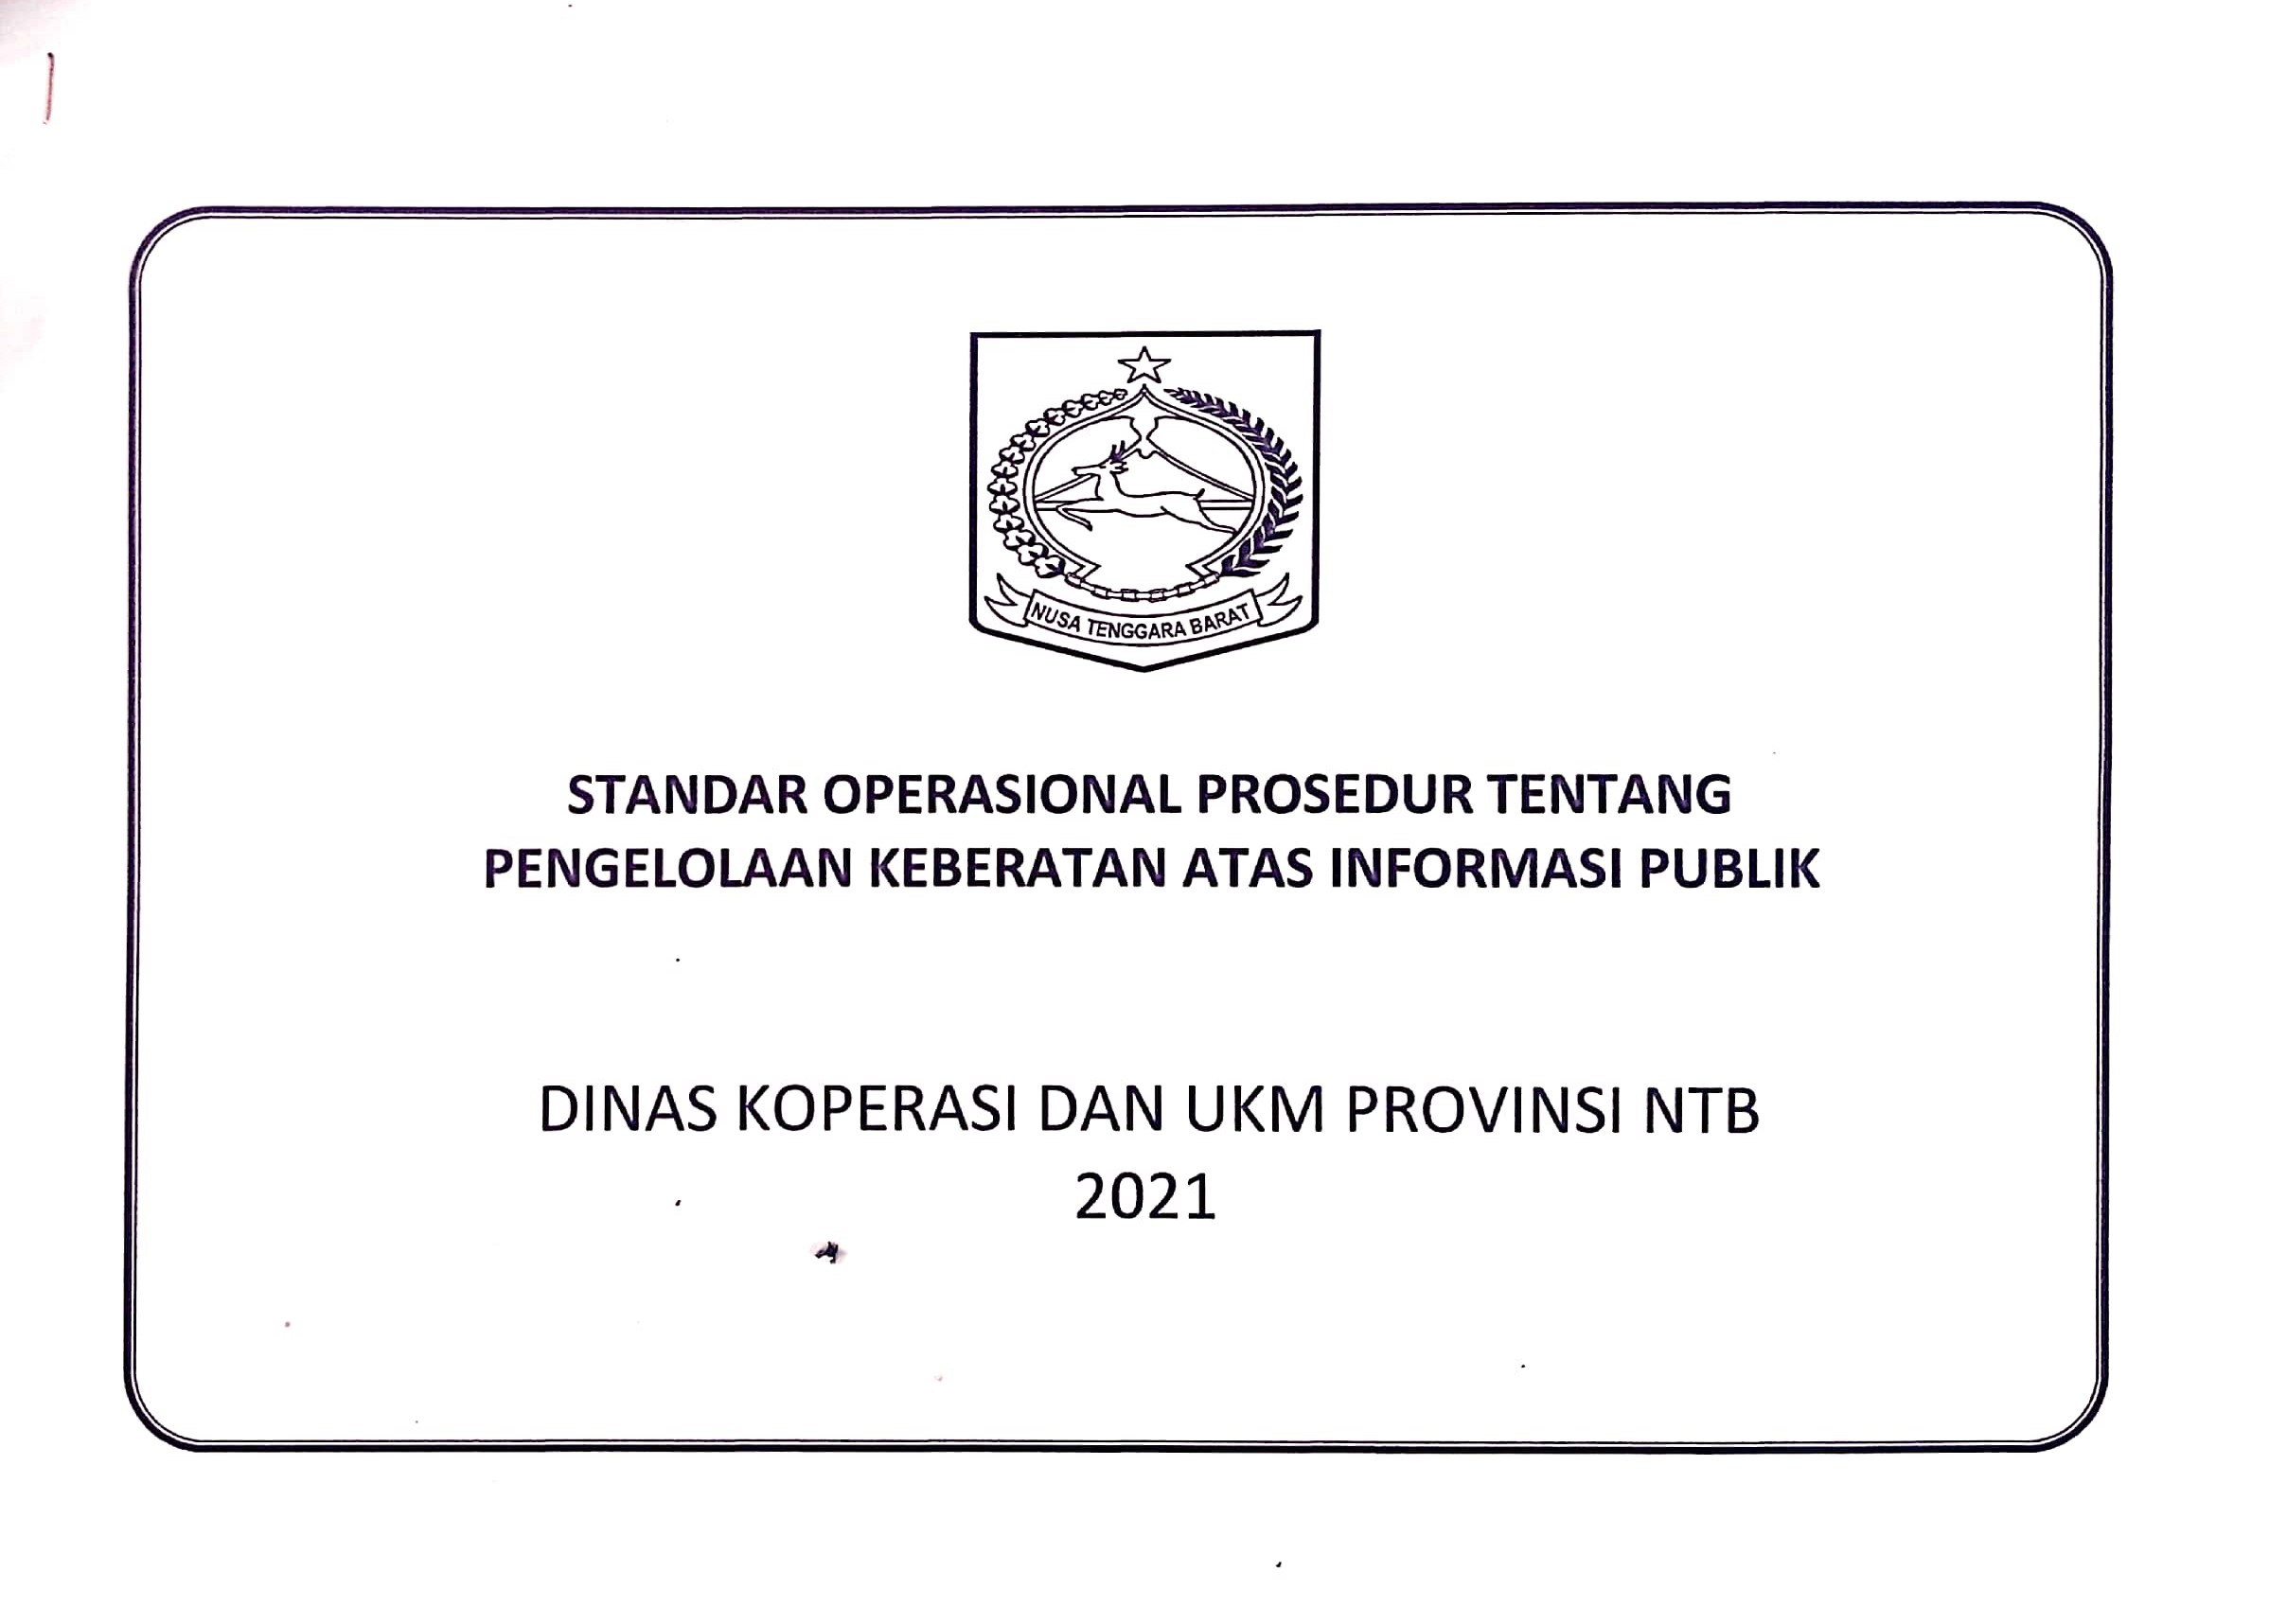 NUSA TENGGARA BARAT
STANDAR OPERASIONAL PROSEDUR TENTANG
PENGELOLAAN KEBERATAN ATAS INFORMASI PUBLIK
DINAS KOPERASI DAN UKM PROVINSI NTB
2021